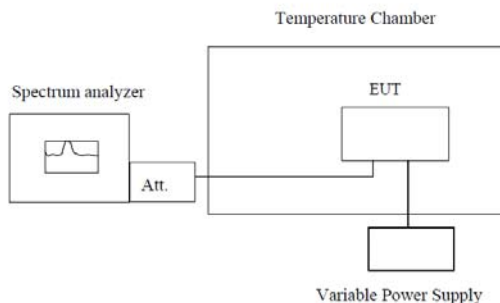 Temperature Chamber
Spectrum analyzer
EUT
Att.
Variable Power Supply